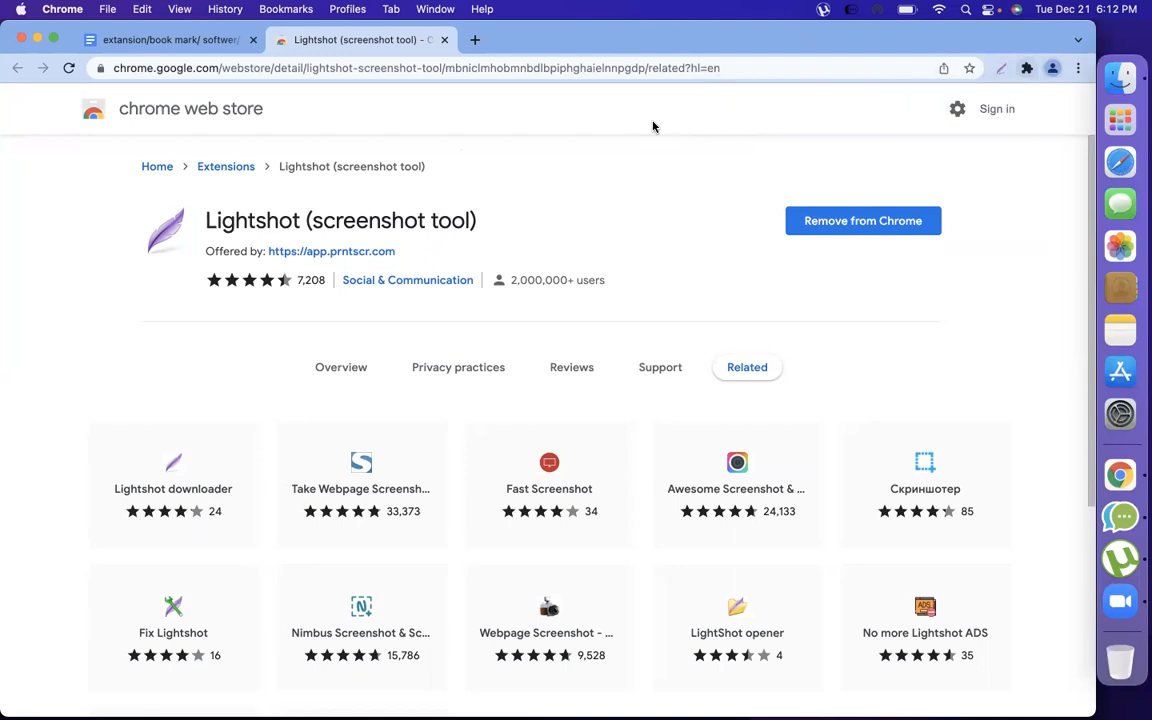 Chrome File Edit View History Bookmarks Profiles Tab Window Help Tue Dec 21 6:12 PM
extansion/book mark/ softwer/ Lightshot (screenshot tool) - C
chrome.google.com/webstore/detail/lightshot-screenshot-tool/mbniclmhobmnbdlbpiphghaielnnpgdp/related?hl=en
chrome web store Sign in
Home > Extensions > Lightshot (screenshot tool)
Lightshot (screenshot tool)
Remove from Chrome
Offered by: https://app.prntscr.com
7,208 Social & Communication 2,000,000+ users
Overview Privacy practices Reviews Support Related
Lightshot downloader Take Webpage Screensh... Fast Screenshot Awesome Screenshot & ... Скриншотер
24 33,373 34 24,133 85
Fix Lightshot Nimbus Screenshot & Sc... Webpage Screenshot - ... LightShot opener No more Lightshot ADS
16 15,786 9,528 4 35